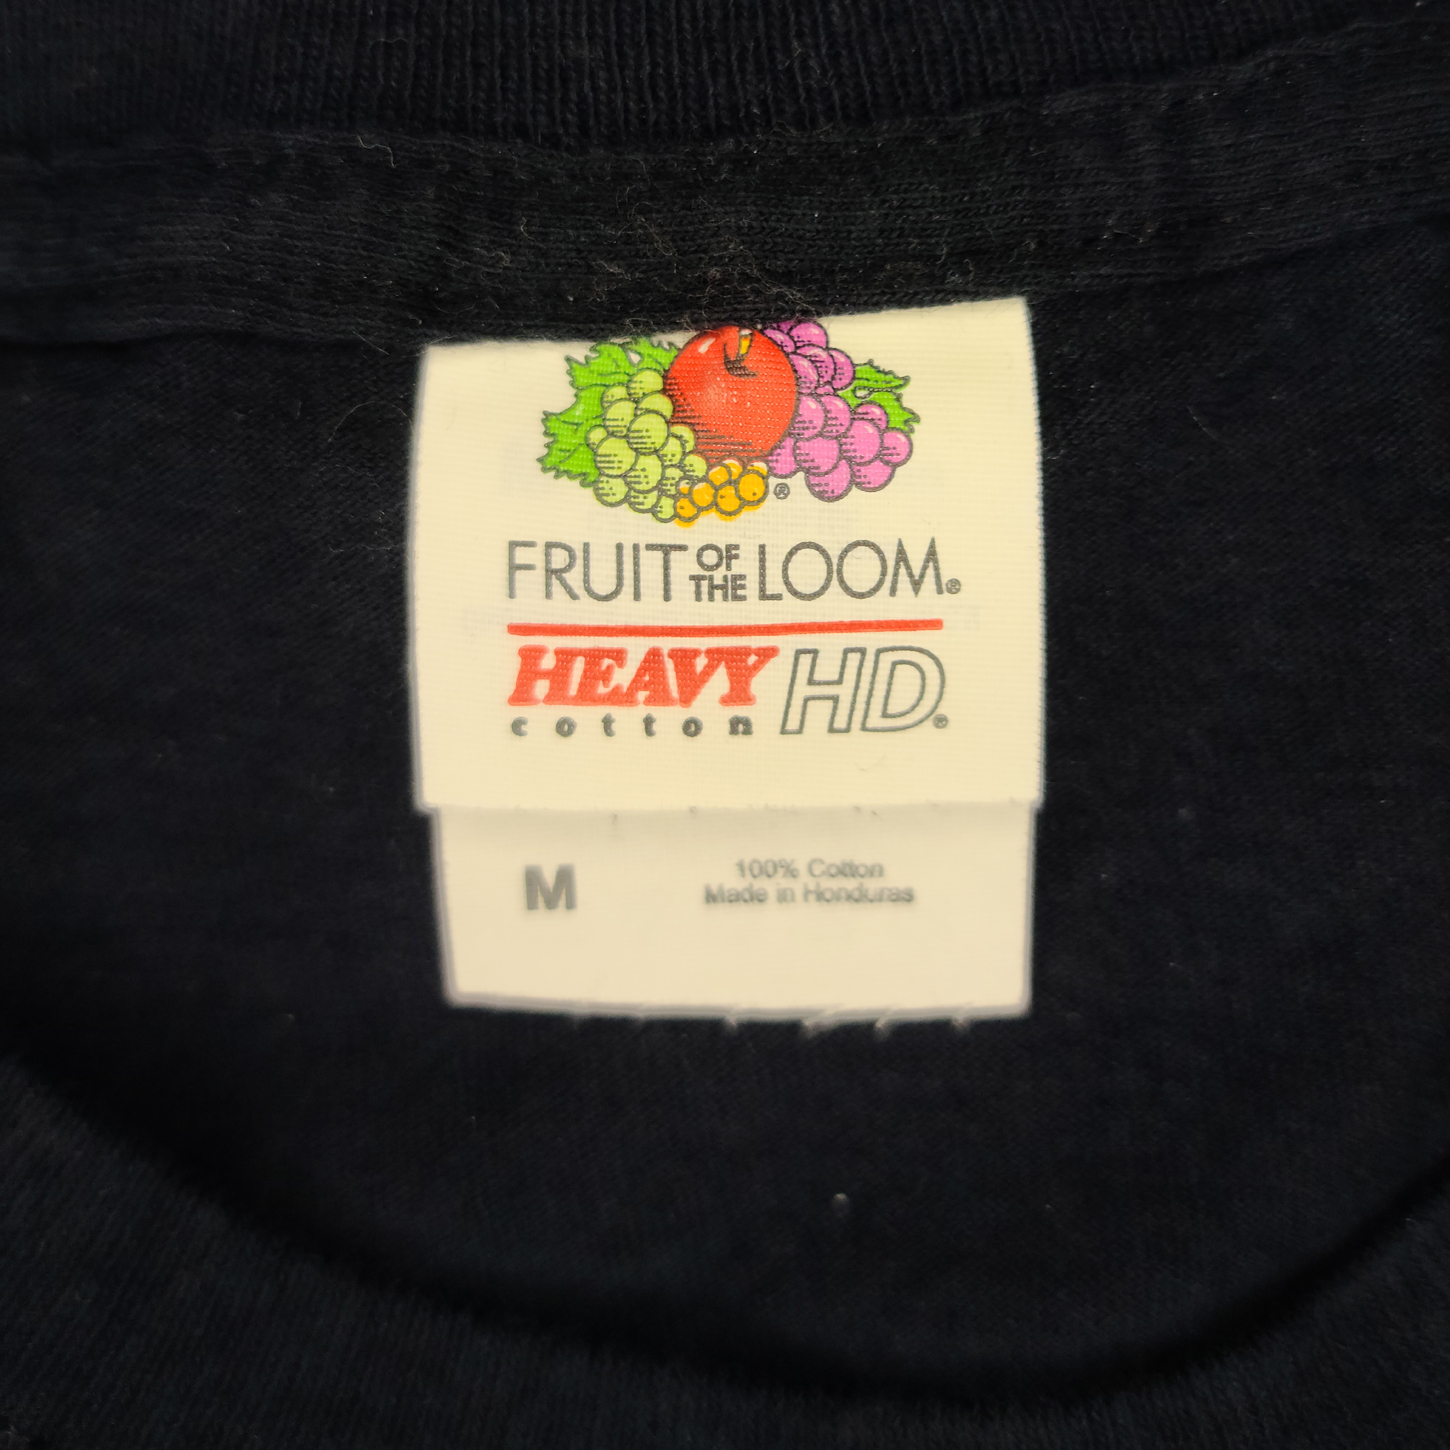 ®
FRUIT OF THE LOOM®
HEAVY HD®
cotton
M
100% Cotton
Made in Honduras